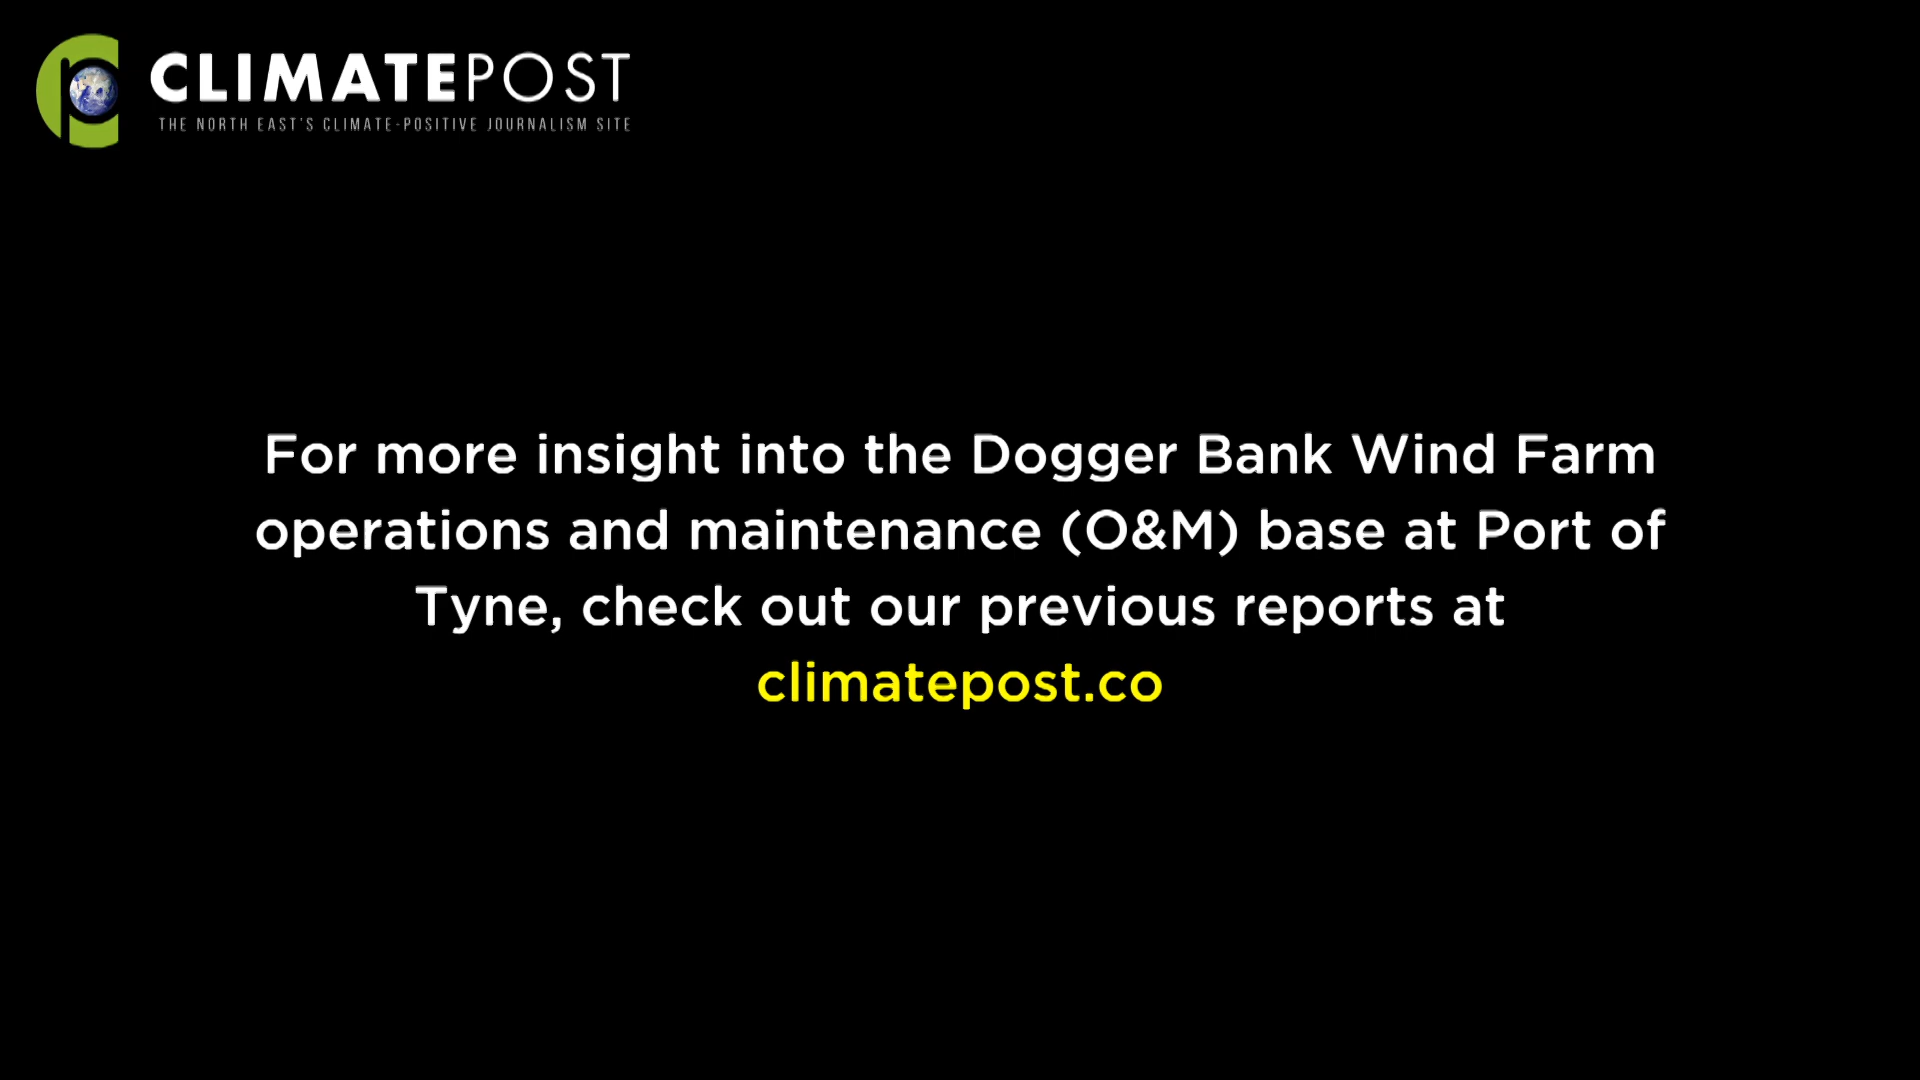 CLIMATEPOST
THE NORTH EAST'S CLIMATE-POSITIVE JOURNALISM SITE
For more insight into the Dogger Bank Wind Farm
operations and maintenance (O&M) base at Port of
Tyne, check out our previous reports at
climatepost.co